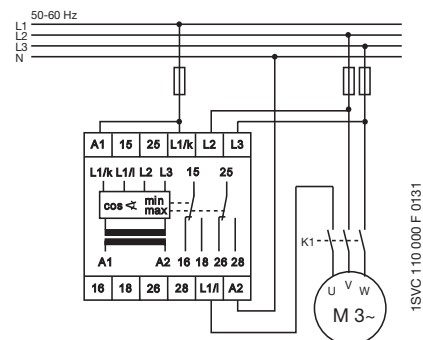 50-60 Hz
L1
L2
L3
N
A1 15 25 L1/k L2 L3
L1/k L1/l L2 L3 15 25
cos ∢ min
max
A1 A2 16 18 26 28
16 18 26 28 L1/l A2
K1
U V W
M 3~
1SVC 110 000 F 0131